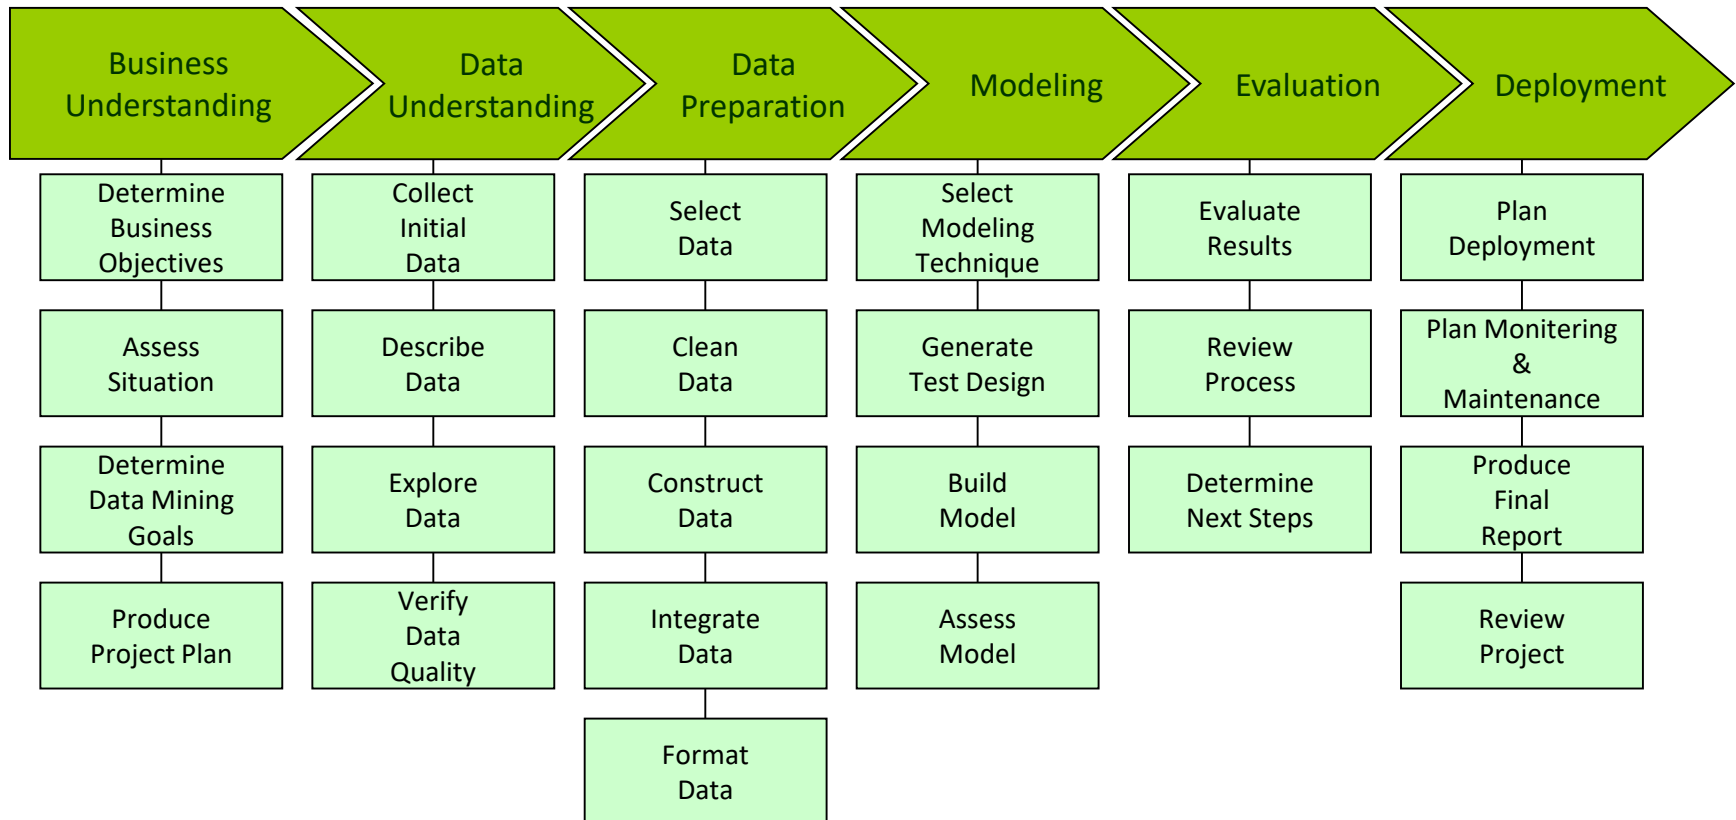 Business
Understanding
Data
Understanding
Data
Preparation
Modeling
Evaluation
Deployment
Determine
Business
Objectives
Assess
Situation
Determine
Data Mining
Goals
Produce
Project Plan
Collect
Initial
Data
Describe
Data
Explore
Data
Verify
Data
Quality
Select
Data
Clean
Data
Construct
Data
Integrate
Data
Format
Data
Select
Modeling
Technique
Generate
Test Design
Build
Model
Assess
Model
Evaluate
Results
Review
Process
Determine
Next Steps
Plan
Deployment
Plan Monitering
&
Maintenance
Produce
Final
Report
Review
Project